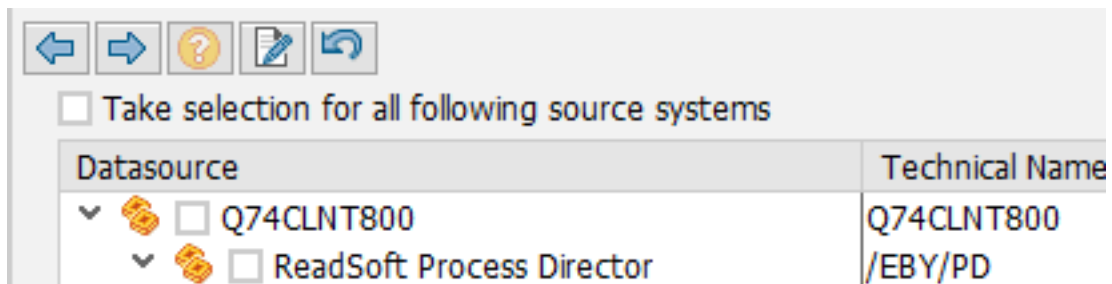 Take selection for all following source systems
Datasource Technical Name
Q74CLNT800 Q74CLNT800
ReadSoft Process Director /EBY/PD